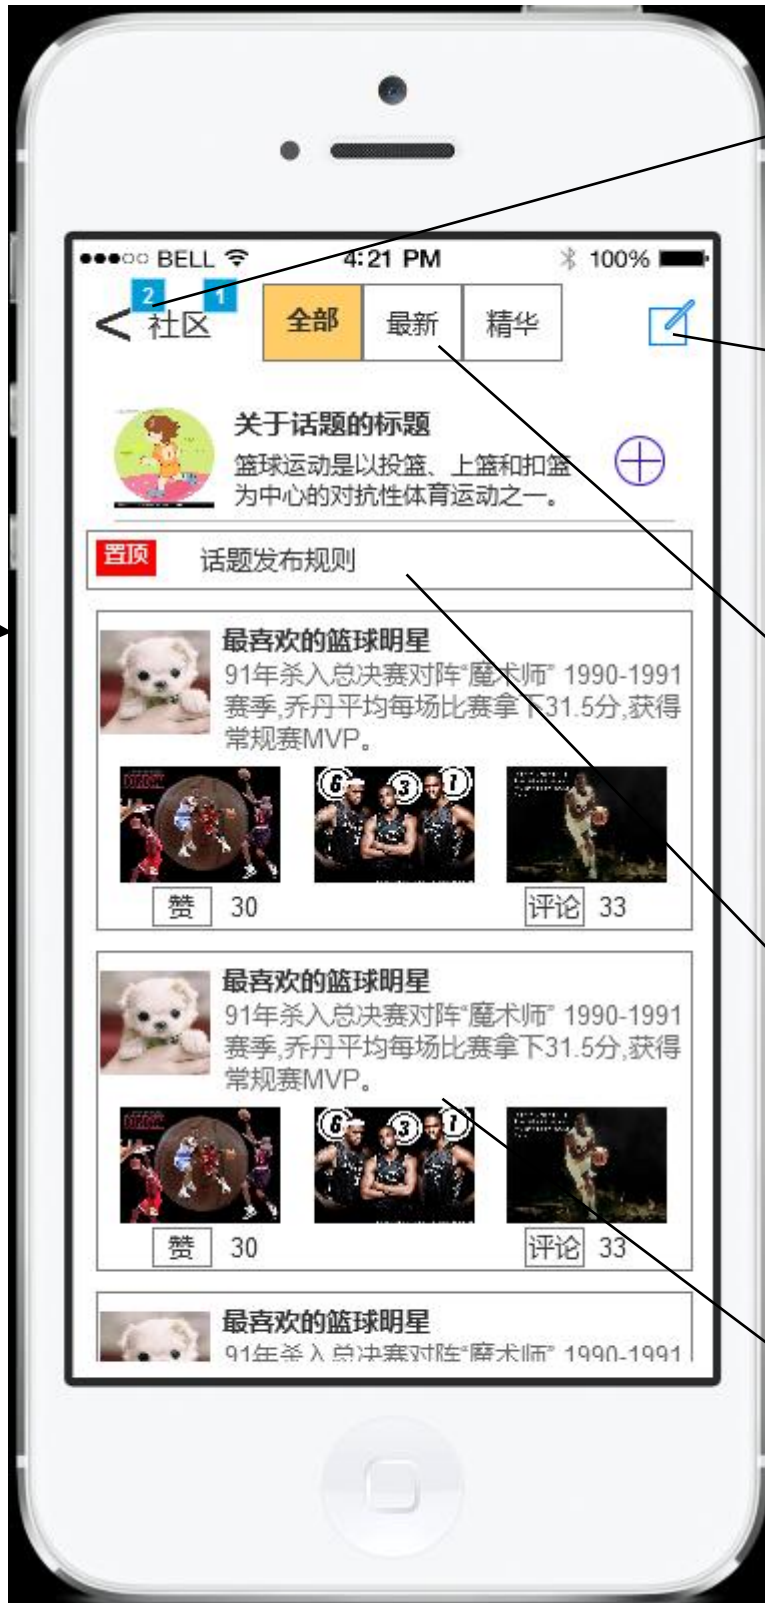 BELL 4:21 PM 100%
2 1
< 社区 全部 最新 精华
关于话题的标题
篮球运动是以投篮、上篮和扣篮
为中心的对抗性体育运动之一。
置顶 话题发布规则
最喜欢的篮球明星
91年杀入总决赛对阵“魔术师” 1990-1991
赛季,乔丹平均每场比赛拿下31.5分,获得
常规赛MVP。
6 3 1
赞 30 评论 33
最喜欢的篮球明星
91年杀入总决赛对阵“魔术师” 1990-1991
赛季,乔丹平均每场比赛拿下31.5分,获得
常规赛MVP。
6 3 1
赞 30 评论 33
最喜欢的篮球明星
91年杀入总决赛对阵“魔术师” 1990-1991